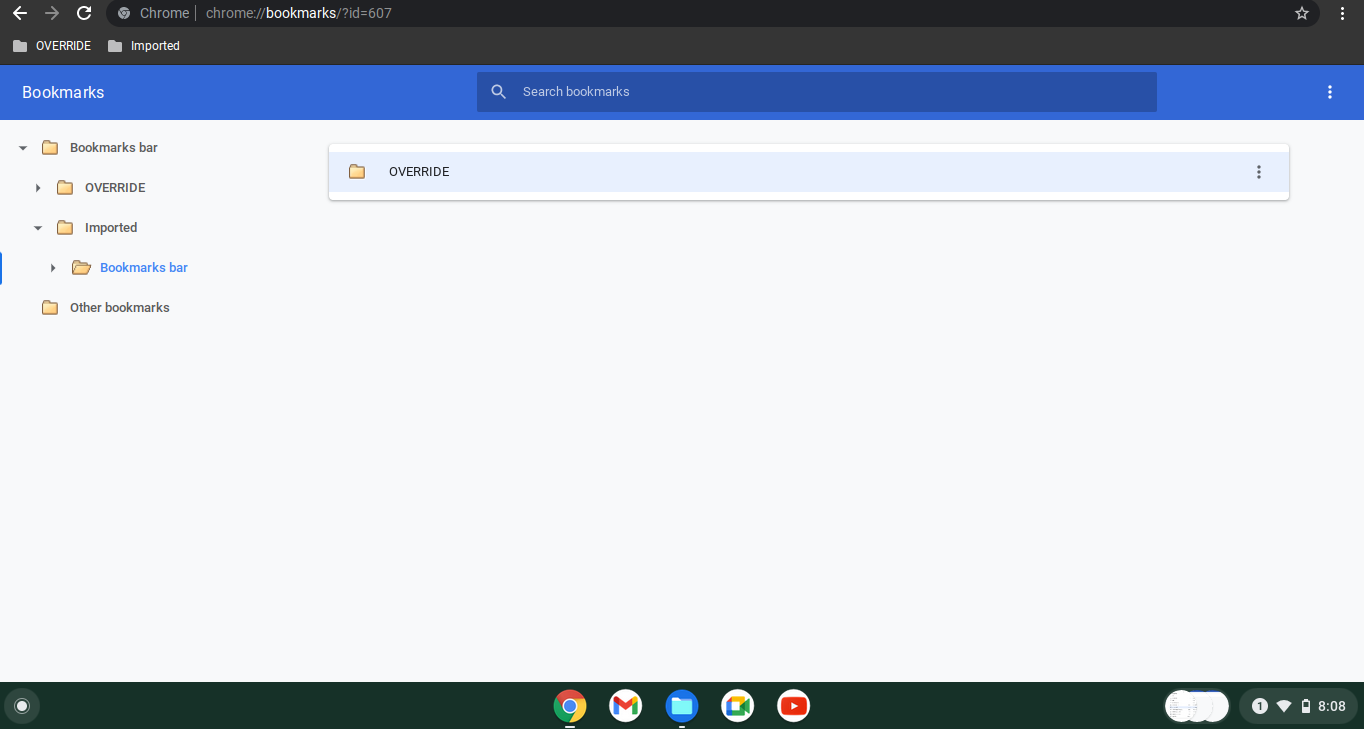 Chrome chrome://bookmarks/?id=607
OVERRIDE Imported
Bookmarks Search bookmarks
Bookmarks bar
OVERRIDE
Imported
Bookmarks bar
Other bookmarks
OVERRIDE
1 8:08